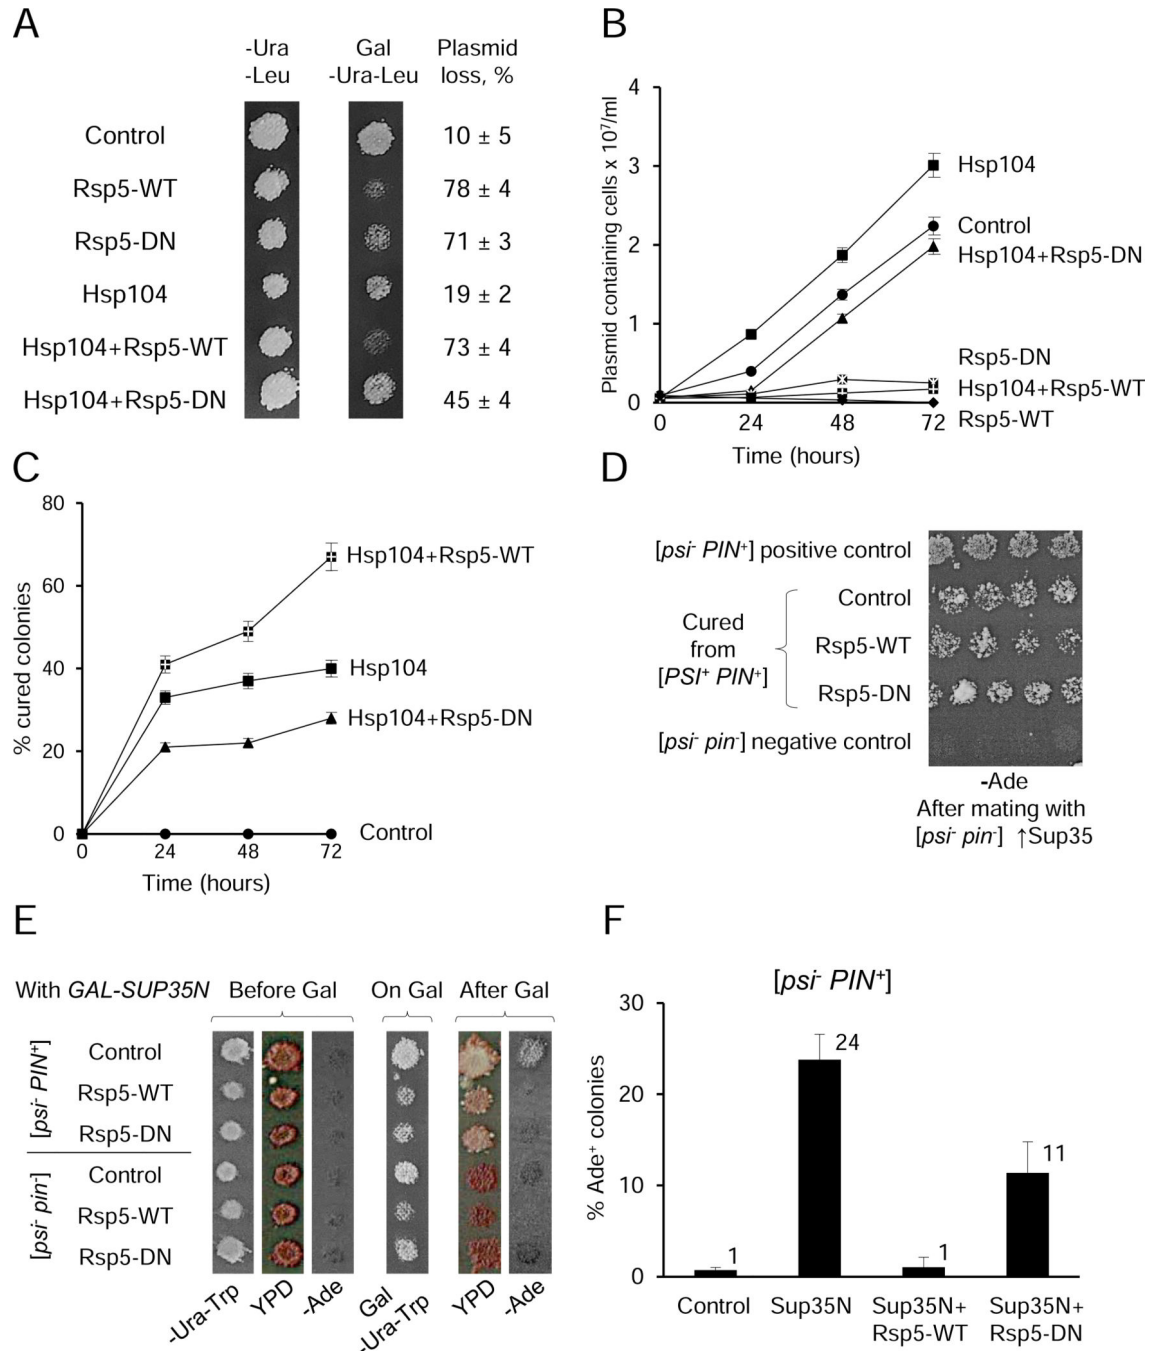 A
-Ura
-Leu
Gal
-Ura-Leu
Plasmid
loss, %
Control
10 ± 5
Rsp5-WT
78 ± 4
Rsp5-DN
71 ± 3
Hsp104
19 ± 2
Hsp104+Rsp5-WT
73 ± 4
Hsp104+Rsp5-DN
45 ± 4
B
Plasmid containing cells x 10⁷/ml
4
3
2
1
0
0
24
48
72
Time (hours)
Hsp104
Control
Hsp104+Rsp5-DN
Rsp5-DN
Hsp104+Rsp5-WT
Rsp5-WT
C
% cured colonies
80
60
40
20
0
0
24
48
72
Time (hours)
Hsp104+Rsp5-WT
Hsp104
Hsp104+Rsp5-DN
Control
D
[psi⁻ PIN⁺] positive control
Cured
from
[PSI⁺ PIN⁺]
Control
Rsp5-WT
Rsp5-DN
[psi⁻ pin⁻] negative control
-Ade
After mating with
[psi⁻ pin⁻] ↑Sup35
E
With GAL-SUP35N
Before Gal
On Gal
After Gal
[psi⁻ PIN⁺]
Control
Rsp5-WT
Rsp5-DN
[psi⁻ pin⁻]
Control
Rsp5-WT
Rsp5-DN
-Ura-Trp
YPD
-Ade
Gal
-Ura-Trp
YPD
-Ade
F
[psi⁻ PIN⁺]
% Ade⁺ colonies
30
20
10
0
1
24
1
11
Control
Sup35N
Sup35N+
Rsp5-WT
Sup35N+
Rsp5-DN